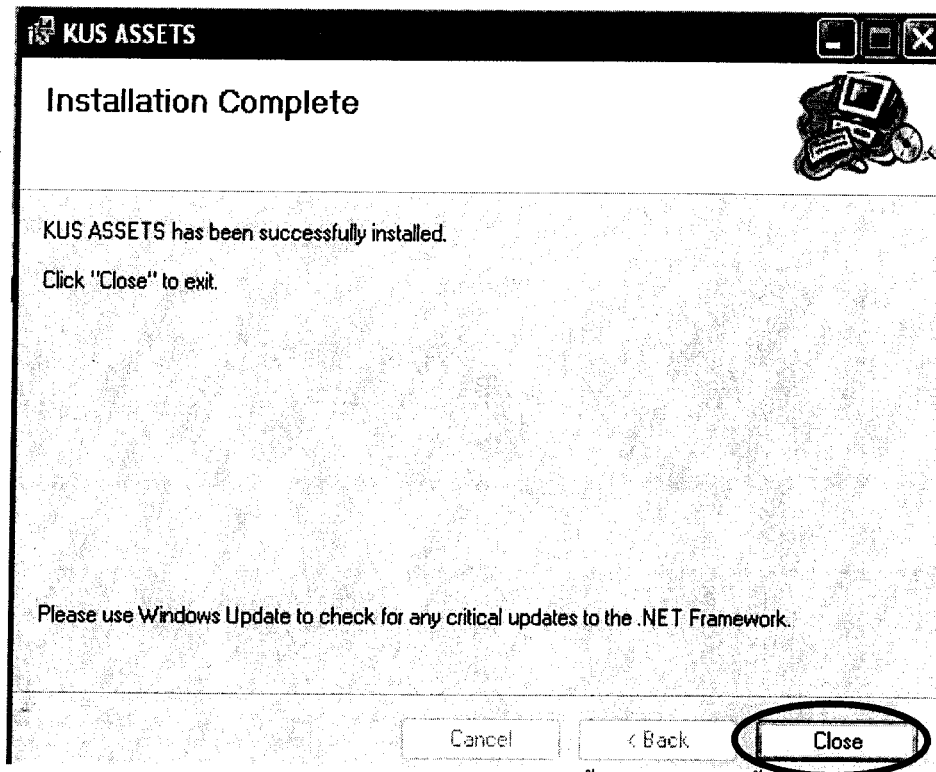 KUS ASSETS
Installation Complete
KUS ASSETS has been successfully installed.
Click "Close" to exit.
Please use Windows Update to check for any critical updates to the .NET Framework.
Cancel
< Back
Close